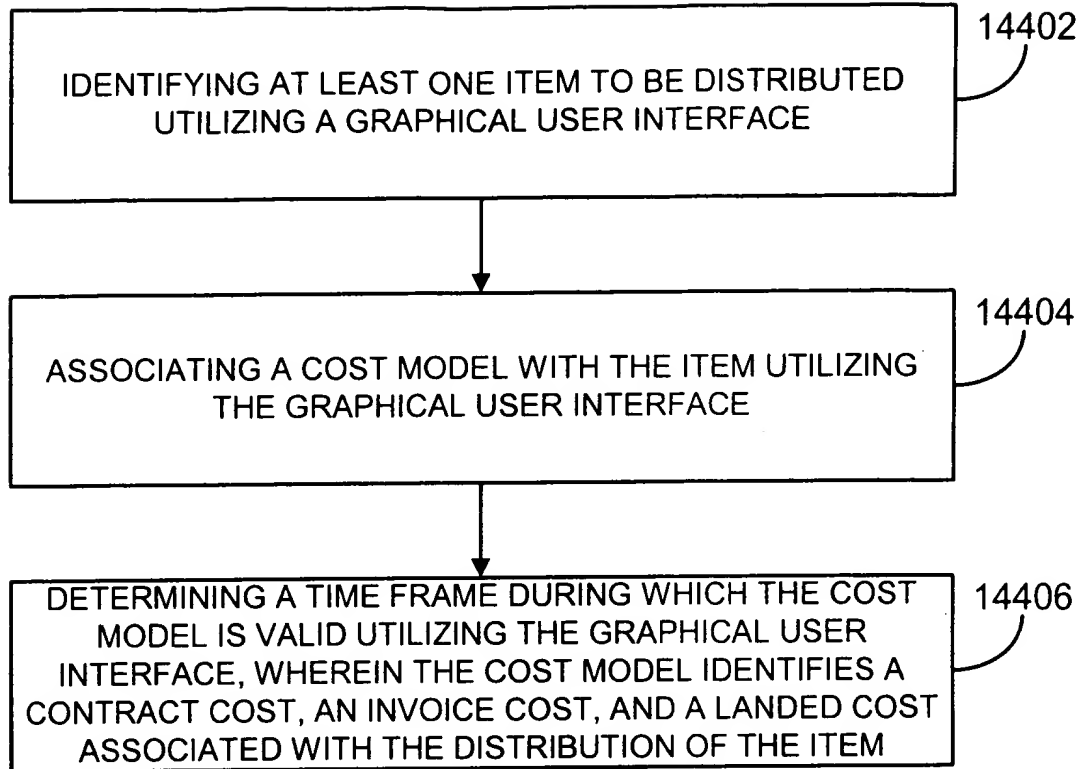 14402
IDENTIFYING AT LEAST ONE ITEM TO BE DISTRIBUTED
UTILIZING A GRAPHICAL USER INTERFACE
14404
ASSOCIATING A COST MODEL WITH THE ITEM UTILIZING
THE GRAPHICAL USER INTERFACE
14406
DETERMINING A TIME FRAME DURING WHICH THE COST
MODEL IS VALID UTILIZING THE GRAPHICAL USER
INTERFACE, WHEREIN THE COST MODEL IDENTIFIES A
CONTRACT COST, AN INVOICE COST, AND A LANDED COST
ASSOCIATED WITH THE DISTRIBUTION OF THE ITEM